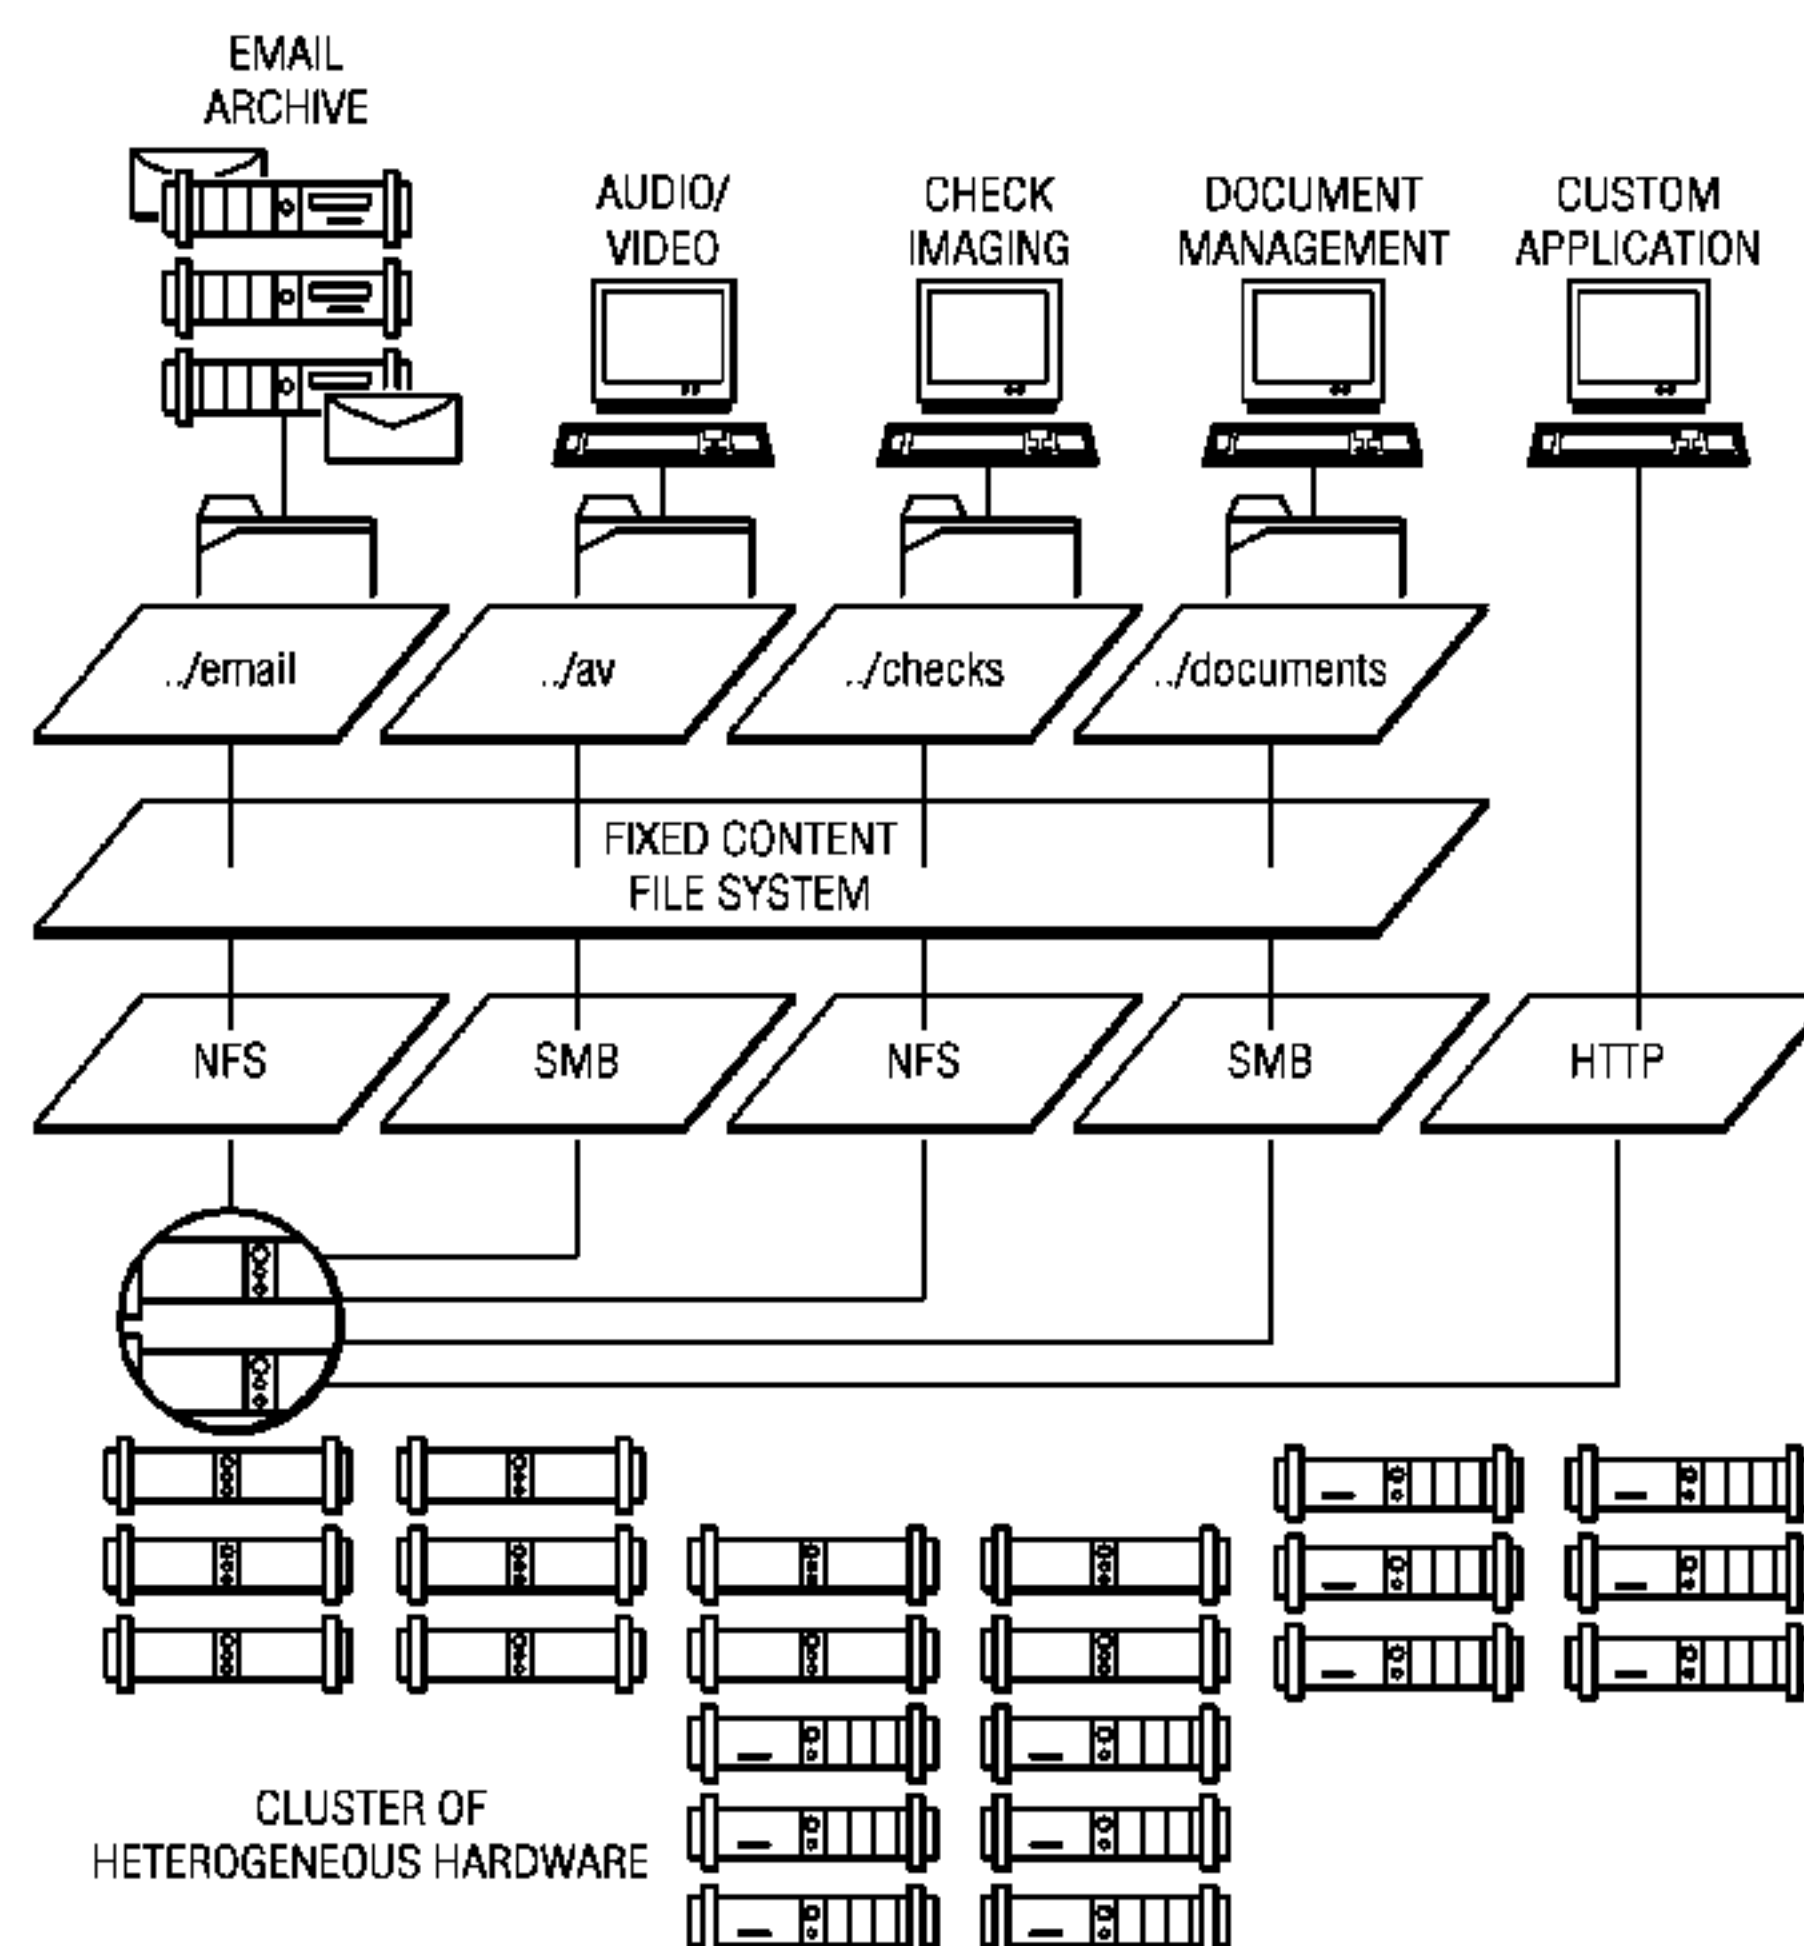 EMAIL
ARCHIVE
AUDIO/
VIDEO
CHECK
IMAGING
DOCUMENT
MANAGEMENT
CUSTOM
APPLICATION
../email
../av
../checks
../documents
FIXED CONTENT
FILE SYSTEM
NFS
SMB
NFS
SMB
HTTP
CLUSTER OF
HETEROGENEOUS HARDWARE